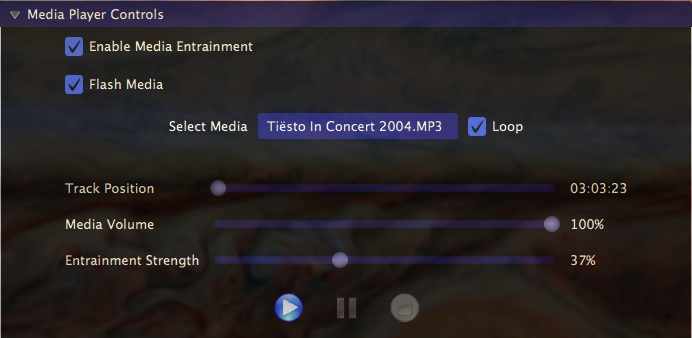 Media Player Controls
Enable Media Entrainment
Flash Media
Select Media Tiësto In Concert 2004.MP3 Loop
Track Position 03:03:23
Media Volume 100%
Entrainment Strength 37%